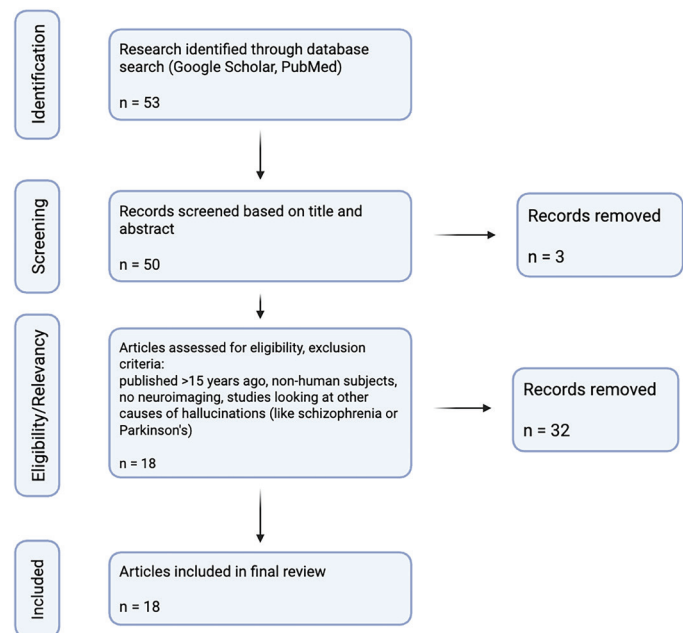 Identification
Research identified through database
search (Google Scholar, PubMed)
n = 53
Screening
Records screened based on title and
abstract
n = 50
Records removed
n = 3
Eligibility/Relevancy
Articles assessed for eligibility, exclusion
criteria:
published >15 years ago, non-human subjects,
no neuroimaging, studies looking at other
causes of hallucinations (like schizophrenia or
Parkinson's)
n = 18
Records removed
n = 32
Included
Articles included in final review
n = 18